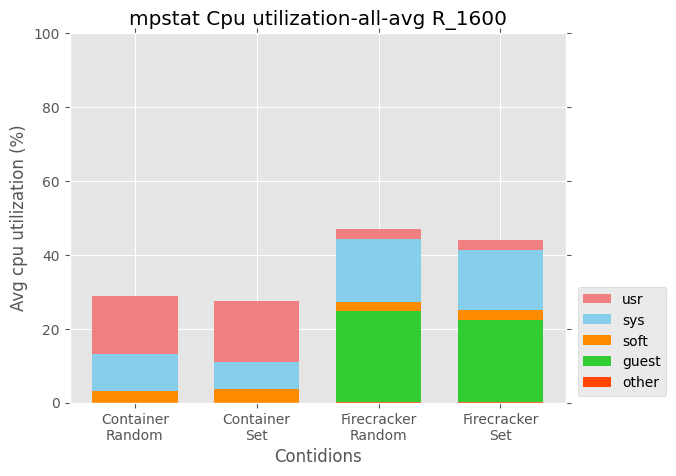 mpstat Cpu utilization-all-avg R_1600
Avg cpu utilization (%)
100
80
60
40
20
0
Container
Random
Container
Set
Firecracker
Random
Firecracker
Set
Contidions
usr
sys
soft
guest
other